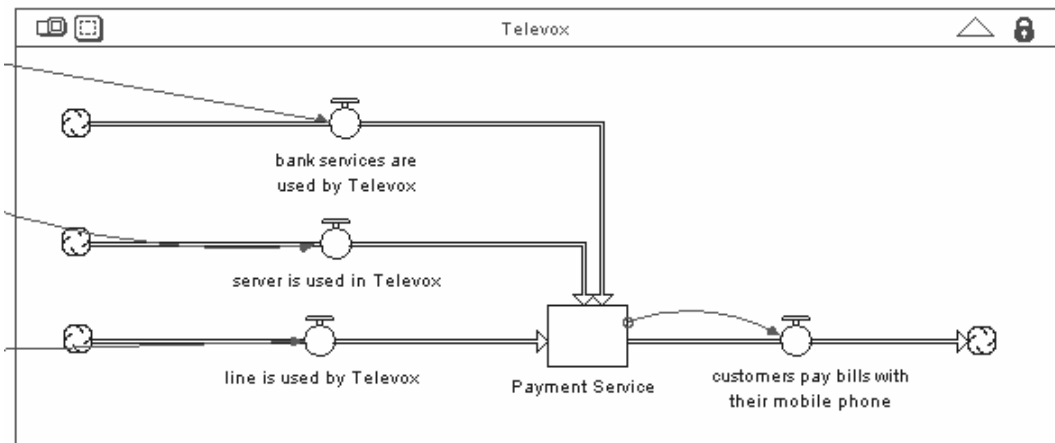 Televox
bank services are
used by Televox
server is used in Televox
line is used by Televox
Payment Service
customers pay bills with
their mobile phone